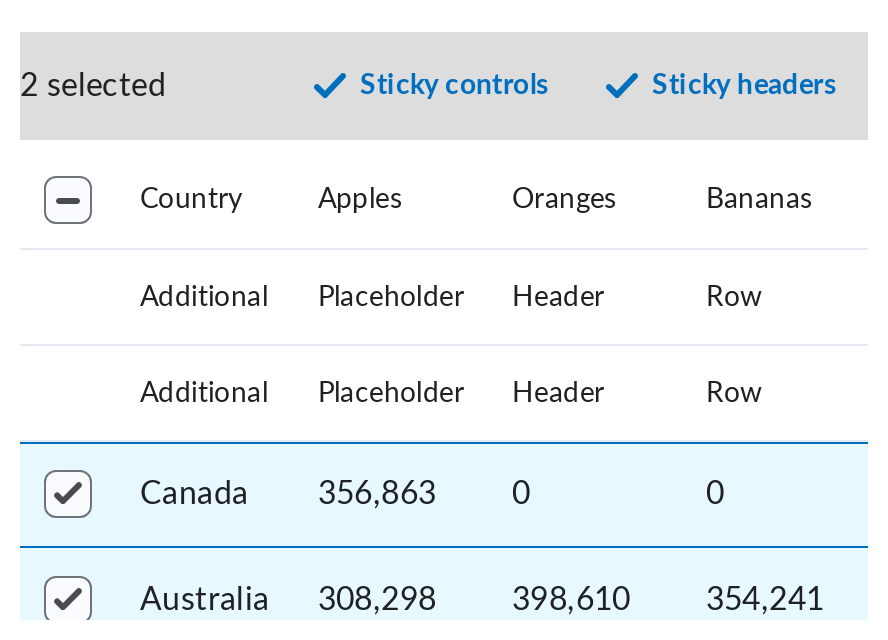 2 selected Sticky controls Sticky headers
Country Apples Oranges Bananas
Additional Placeholder Header Row
Additional Placeholder Header Row
Canada 356,863 0 0
Australia 308,298 398,610 354,241